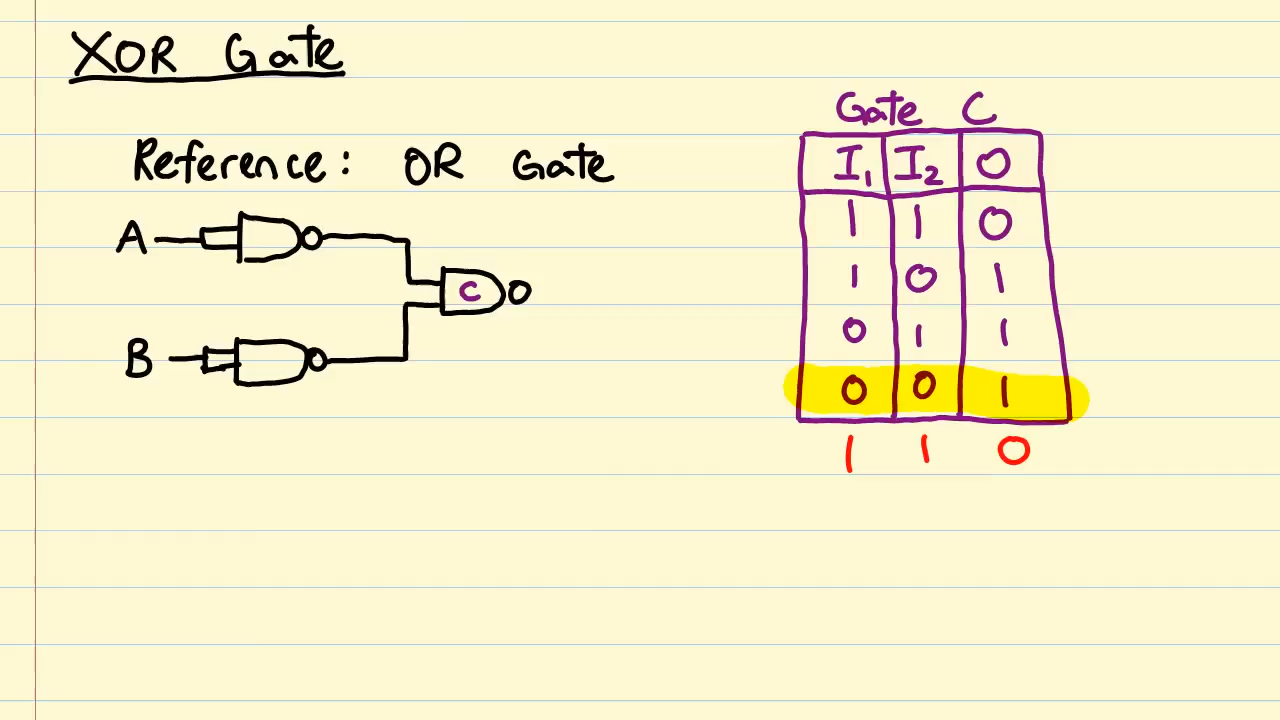 XOR Gate
Reference: OR Gate
A
C
B
Gate C
I₁ I₂ O
1 1 0
1 0 1
0 1 1
0 0 1
1 1 0